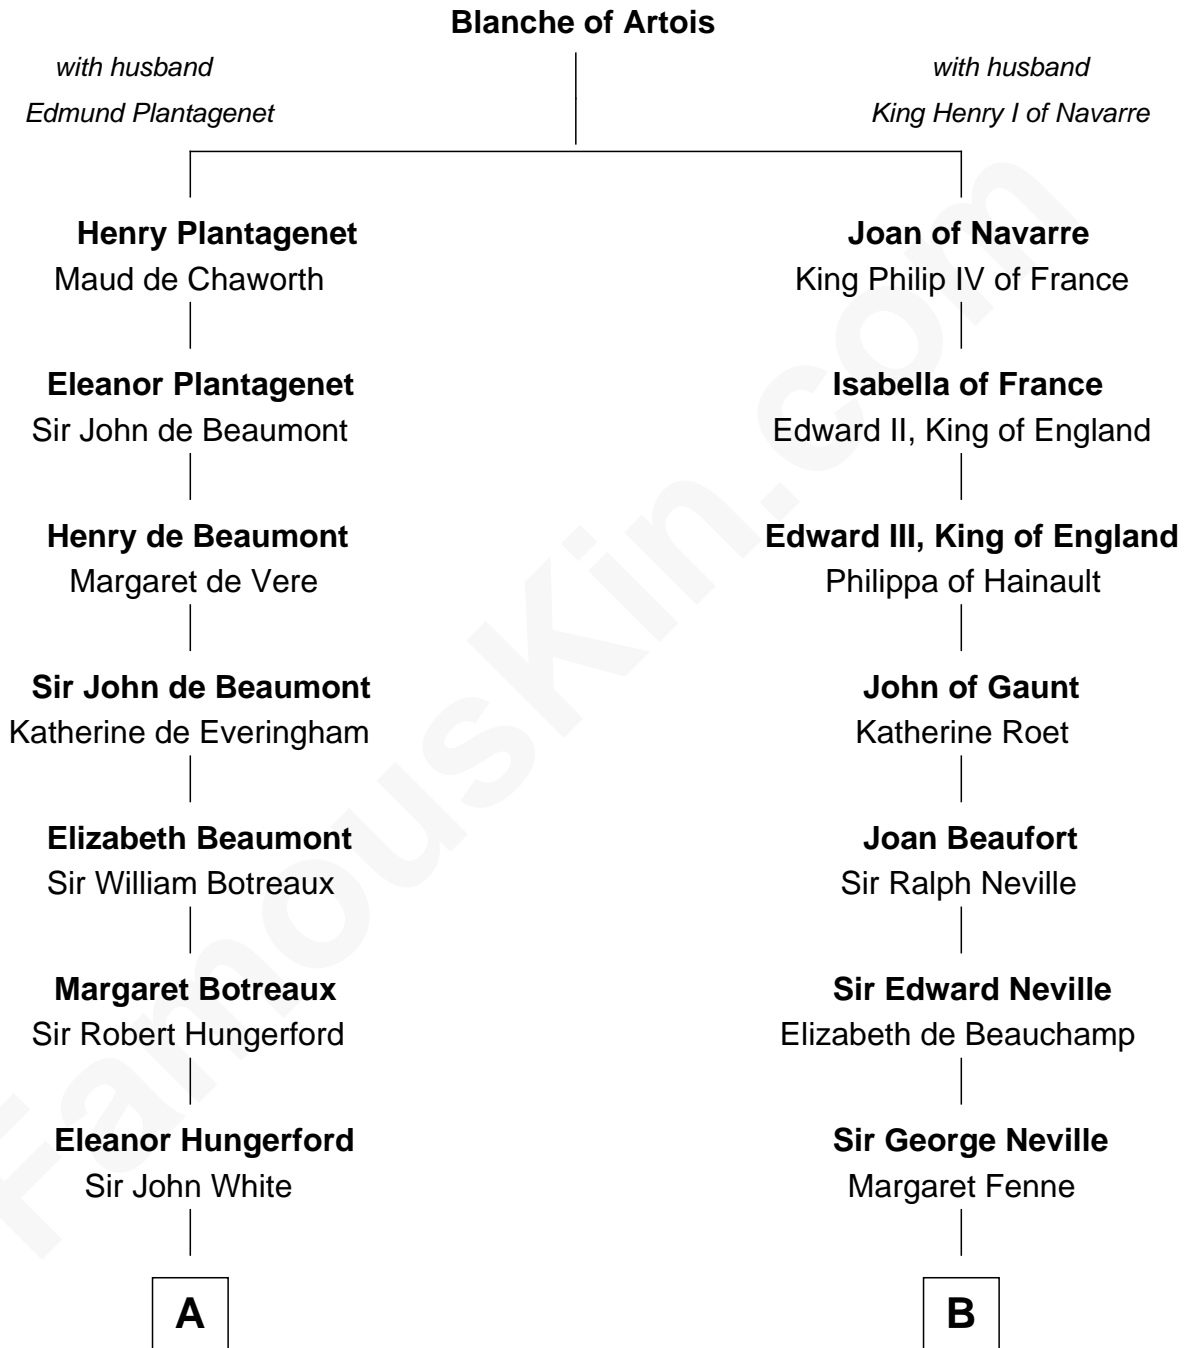 Blanche of Artois
with husband
Edmund Plantagenet
with husband
King Henry I of Navarre
Henry Plantagenet
Maud de Chaworth
Joan of Navarre
King Philip IV of France
Eleanor Plantagenet
Sir John de Beaumont
Isabella of France
Edward II, King of England
Henry de Beaumont
Margaret de Vere
Edward III, King of England
Philippa of Hainault
Sir John de Beaumont
Katherine de Everingham
John of Gaunt
Katherine Roet
Elizabeth Beaumont
Sir William Botreaux
Joan Beaufort
Sir Ralph Neville
Margaret Botreaux
Sir Robert Hungerford
Sir Edward Neville
Elizabeth de Beauchamp
Eleanor Hungerford
Sir John White
Sir George Neville
Margaret Fenne
A
B
FamousKin.com